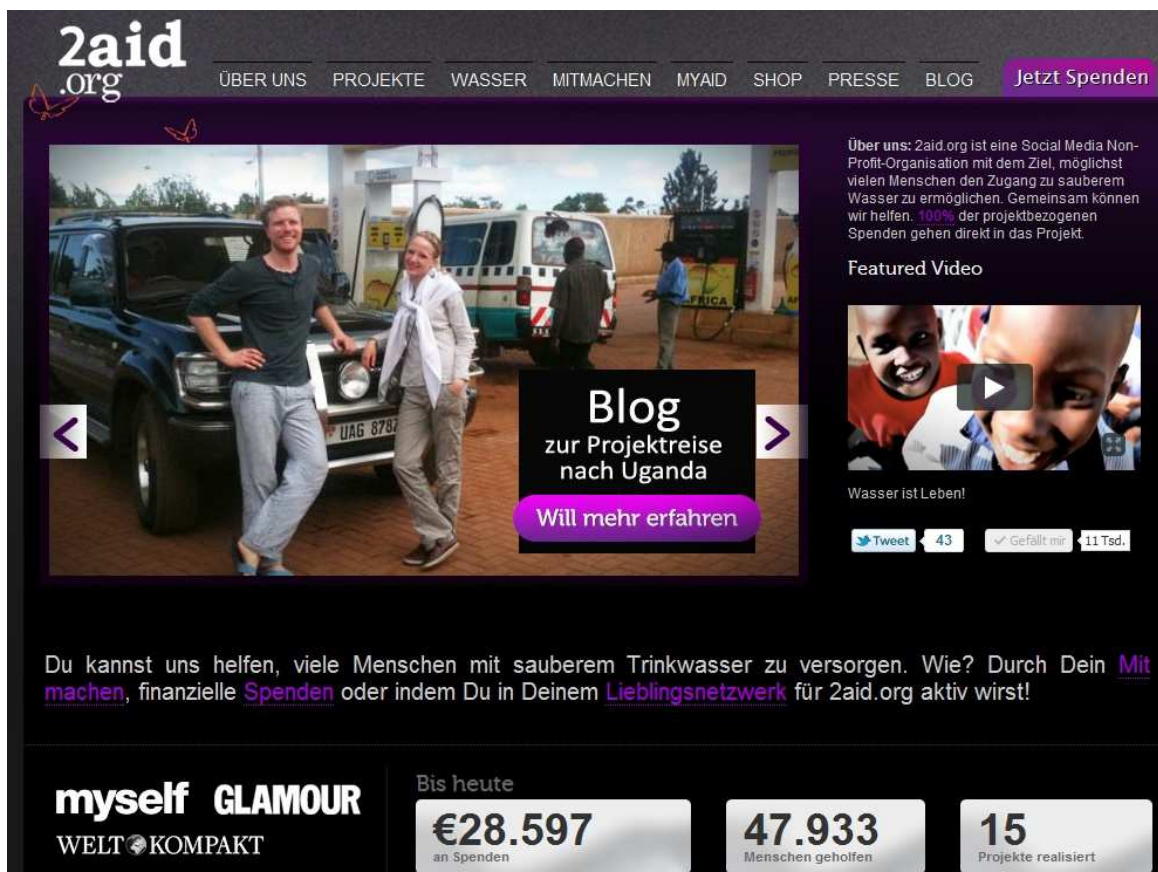 2aid
.org
ÜBER UNS PROJEKTE WASSER MITMACHEN MYAID SHOP PRESSE BLOG Jetzt Spenden
UAG 878
AFRICA
Blog
zur Projektreise
nach Uganda
Will mehr erfahren
Über uns: 2aid.org ist eine Social Media Non-
Profit-Organisation mit dem Ziel, möglichst
vielen Menschen den Zugang zu sauberem
Wasser zu ermöglichen. Gemeinsam können
wir helfen. 100% der projektbezogenen
Spenden gehen direkt in das Projekt.
Featured Video
Wasser ist Leben!
Tweet 43 Gefällt mir 11 Tsd.
Du kannst uns helfen, viele Menschen mit sauberem Trinkwasser zu versorgen. Wie? Durch Dein Mit
machen, finanzielle Spenden oder indem Du in Deinem Lieblingsnetzwerk für 2aid.org aktiv wirst!
myself GLAMOUR
WELT KOMPAKT
Bis heute
€28.597
an Spenden
47.933
Menschen geholfen
15
Projekte realisiert